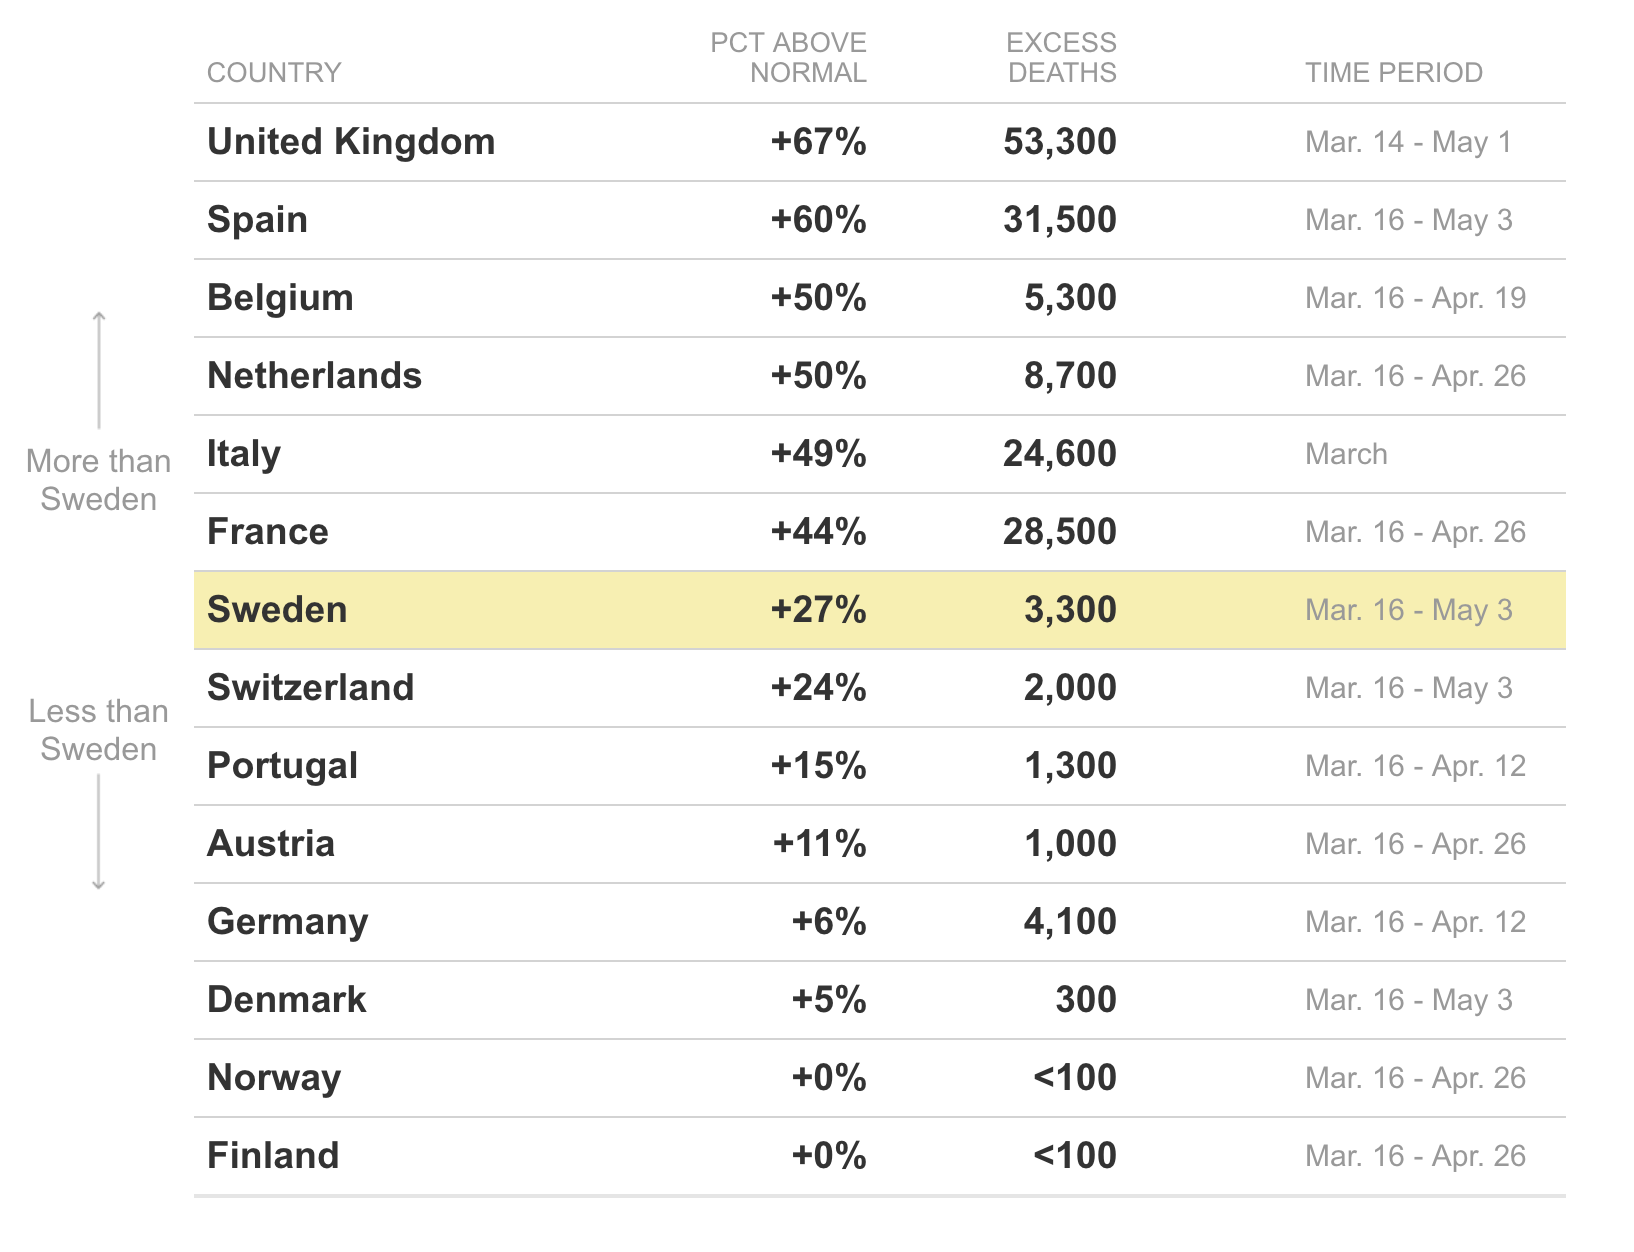 COUNTRY PCT ABOVE NORMAL EXCESS DEATHS TIME PERIOD
United Kingdom +67% 53,300 Mar. 14 - May 1
Spain +60% 31,500 Mar. 16 - May 3
Belgium +50% 5,300 Mar. 16 - Apr. 19
Netherlands +50% 8,700 Mar. 16 - Apr. 26
More than
Sweden
Italy +49% 24,600 March
France +44% 28,500 Mar. 16 - Apr. 26
Sweden +27% 3,300 Mar. 16 - May 3
Switzerland +24% 2,000 Mar. 16 - May 3
Less than
Sweden
Portugal +15% 1,300 Mar. 16 - Apr. 12
Austria +11% 1,000 Mar. 16 - Apr. 26
Germany +6% 4,100 Mar. 16 - Apr. 12
Denmark +5% 300 Mar. 16 - May 3
Norway +0% <100 Mar. 16 - Apr. 26
Finland +0% <100 Mar. 16 - Apr. 26